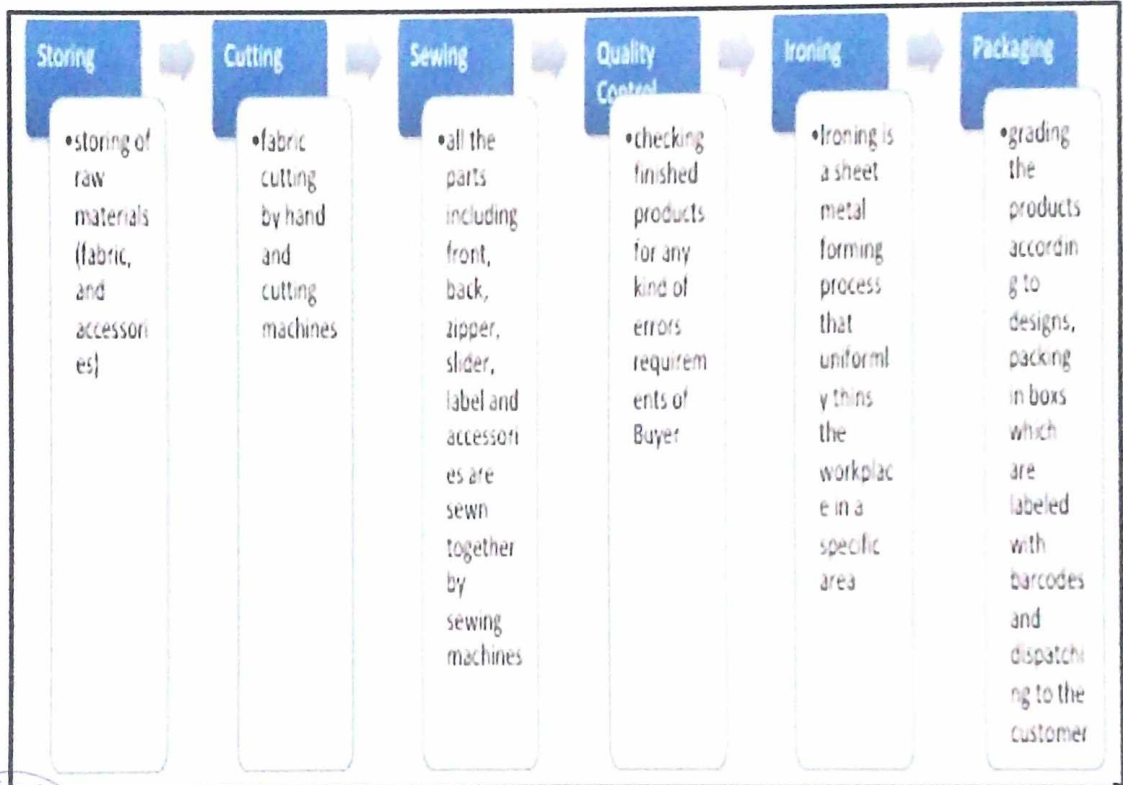 Storing
•storing of
raw
materials
(fabric,
and
accessori
es)
Cutting
•fabric
cutting
by hand
and
cutting
machines
Sewing
•all the
parts
including
front,
back,
zipper,
slider,
label and
accessori
es are
sewn
together
by
sewing
machines
Quality
Control
•checking
finished
products
for any
kind of
errors
requirem
ents of
Buyer
Ironing
•Ironing is
a sheet
metal
forming
process
that
uniforml
y thins
the
workplac
e in a
specific
area
Packaging
•grading
the
products
accordin
g to
designs,
packing
in boxs
which
are
labeled
with
barcodes
and
dispatchi
ng to the
customer